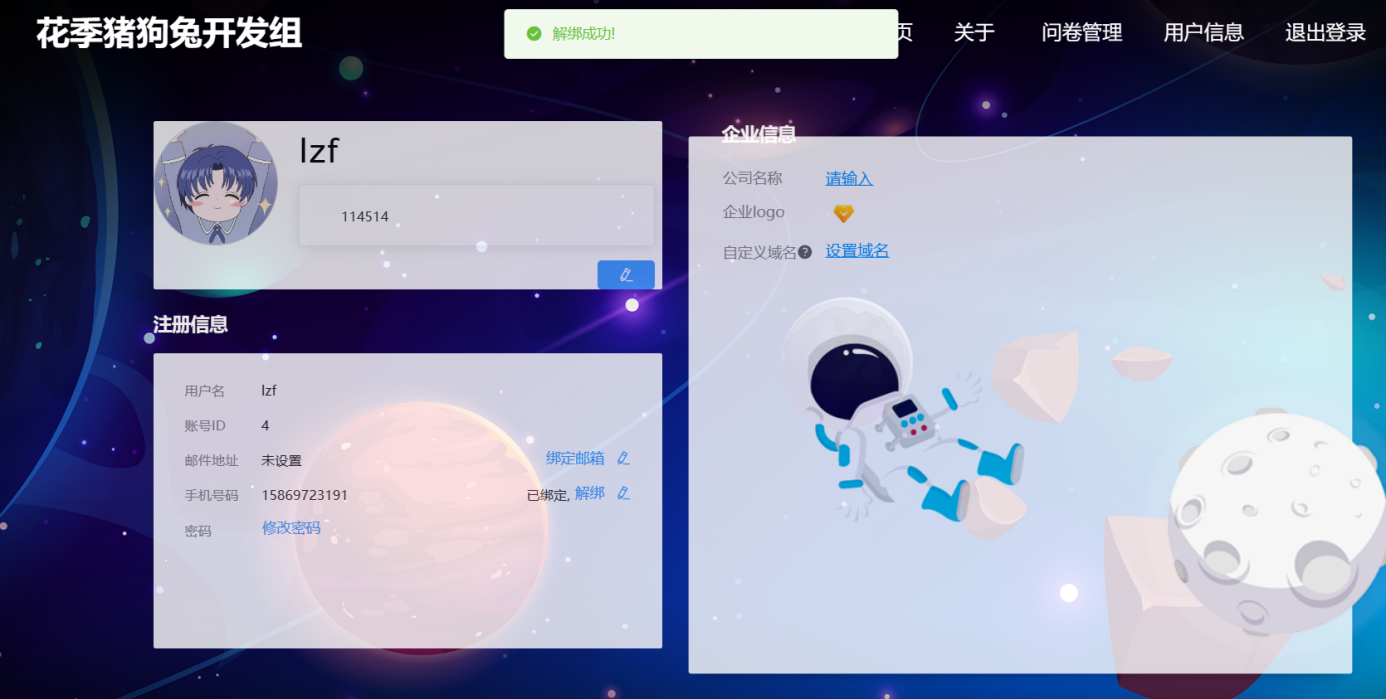 花季猪狗兔开发组
解绑成功!
页 关于 问卷管理 用户信息 退出登录
lzf
114514
注册信息
用户名 lzf
账号ID 4
邮件地址 未设置 绑定邮箱
手机号码 15869723191 已绑定, 解绑
密码 修改密码
企业信息
公司名称 请输入
企业logo
自定义域名 ? 设置域名